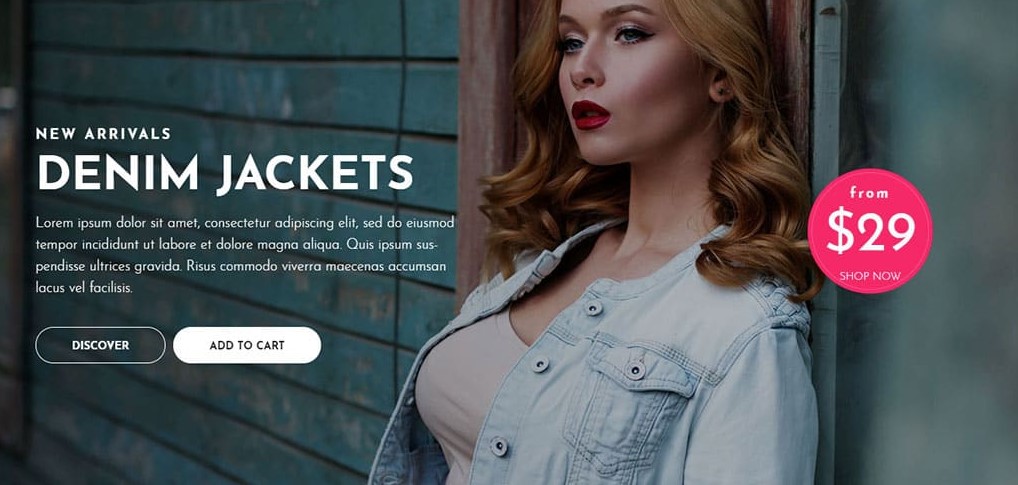 NEW ARRIVALS
DENIM JACKETS
Lorem ipsum dolor sit amet, consectetur adipiscing elit, sed do eiusmod
tempor incididunt ut labore et dolore magna aliqua. Quis ipsum sus-
pendisse ultrices gravida. Risus commodo viverra maecenas accumsan
lacus vel facilisis.
DISCOVER
ADD TO CART
from
$29
SHOP NOW